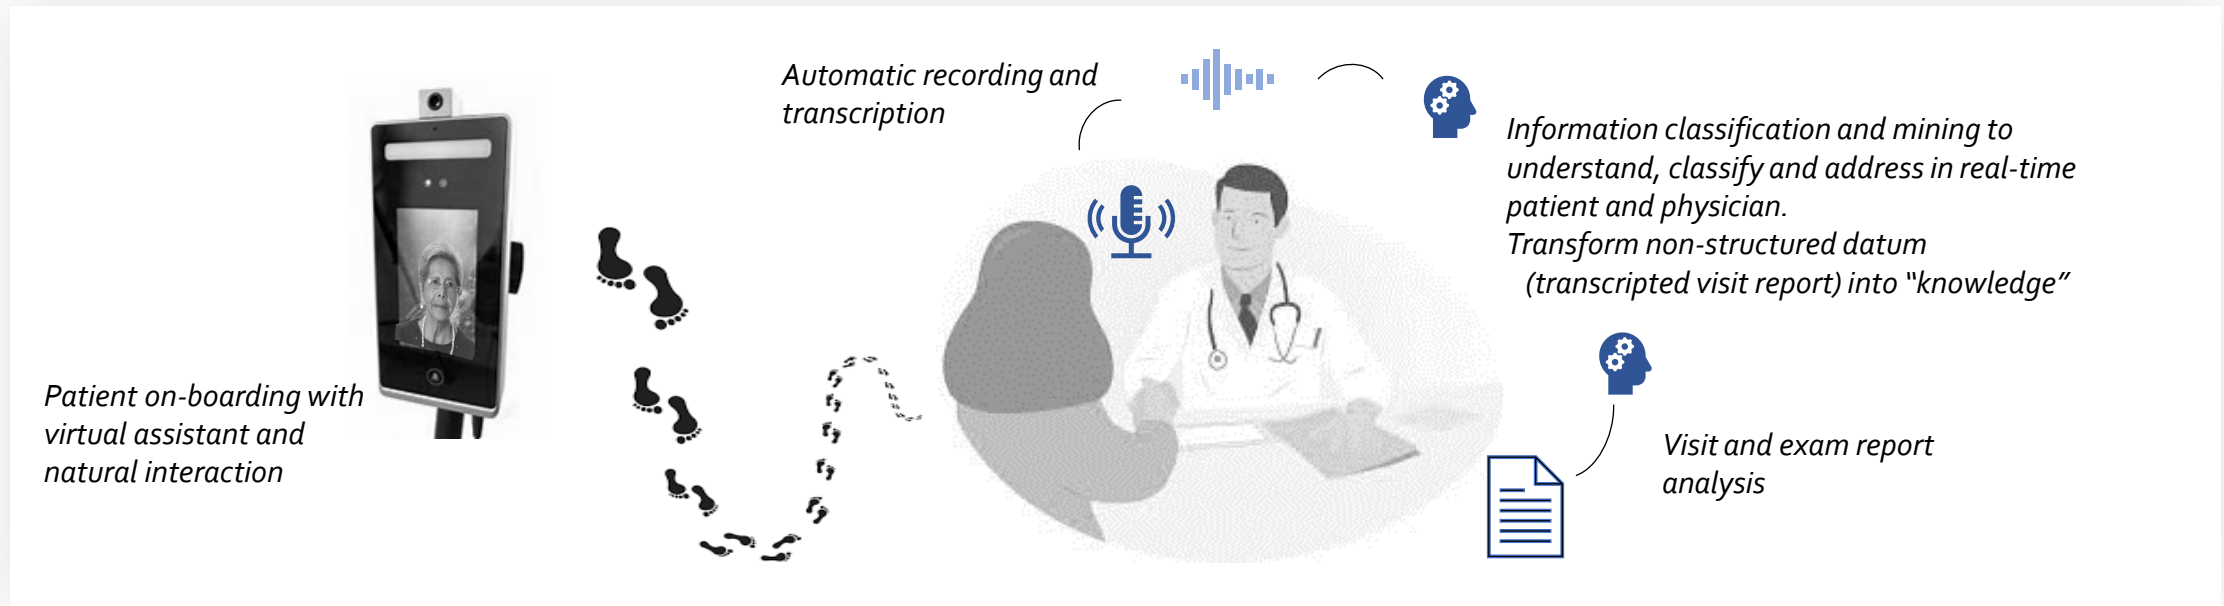 Patient on-boarding with
virtual assistant and
natural interaction
Automatic recording and
transcription
Information classification and mining to
understand, classify and address in real-time
patient and physician.
Transform non-structured datum
(transcripted visit report) into “knowledge”
Visit and exam report
analysis